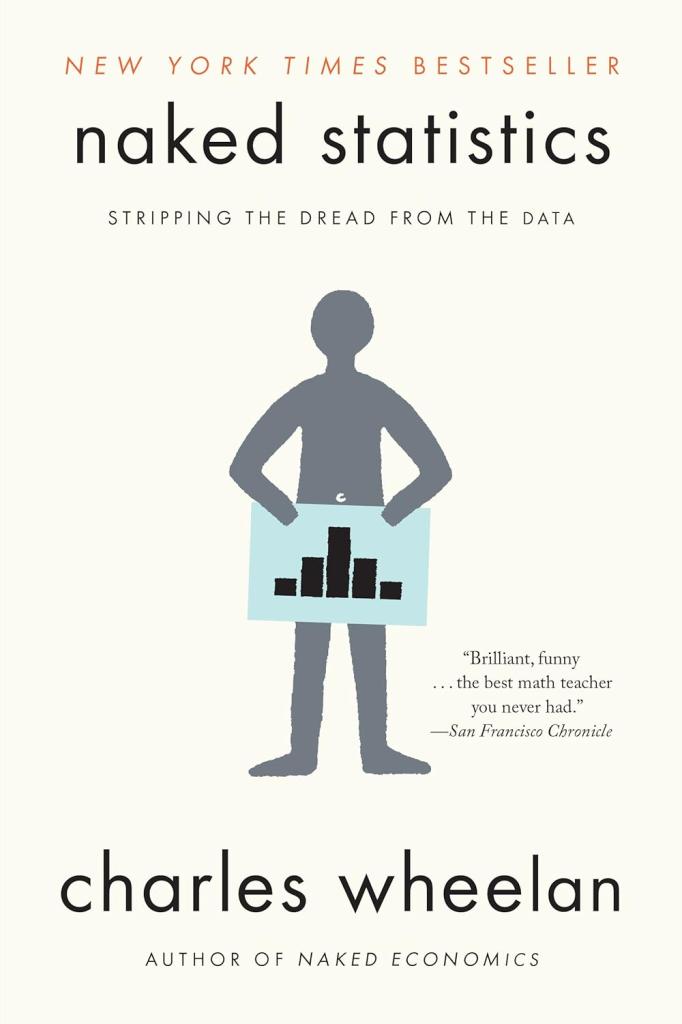 NEW YORK TIMES BESTSELLER
naked statistics
STRIPPING THE DREAD FROM THE DATA
“Brilliant, funny
. . . the best math teacher
you never had.”
—San Francisco Chronicle
charles wheelan
AUTHOR OF NAKED ECONOMICS